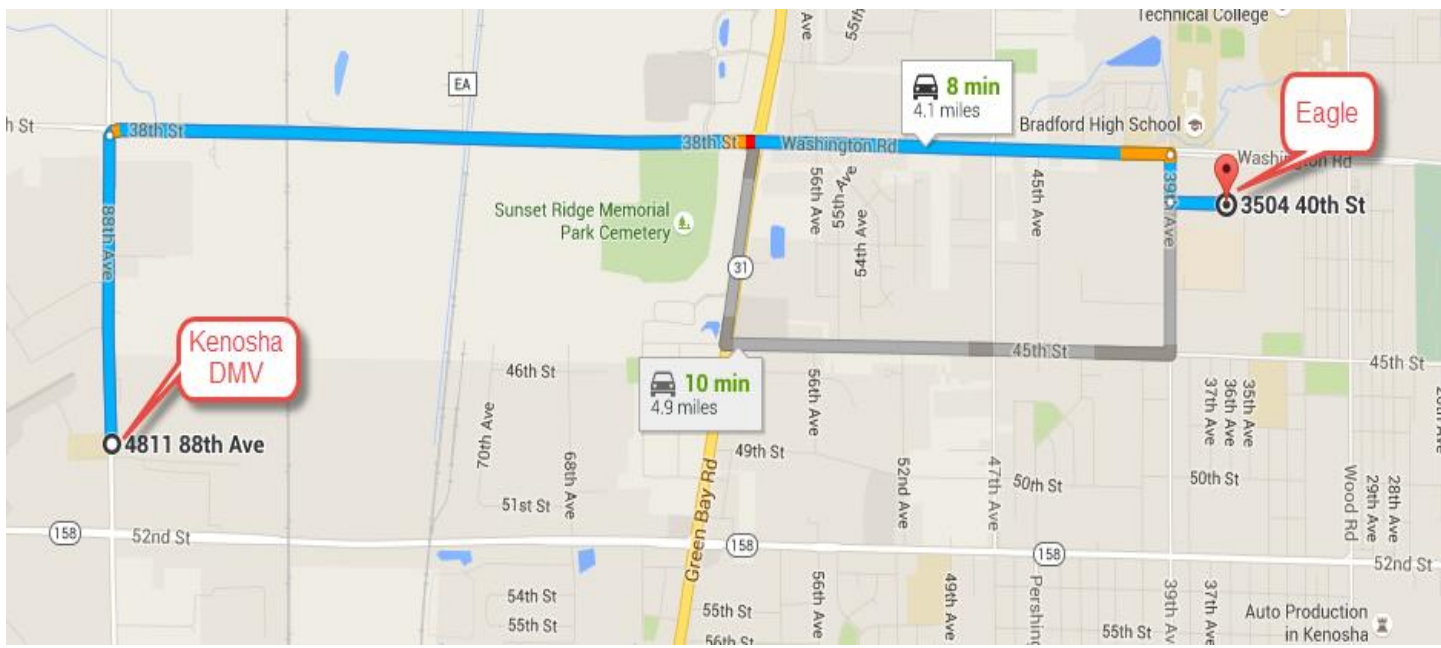 Technical College
55th
Ave
55th
EA
8 min
4.1 miles
Eagle
Bradford High School
h St
38th St
38th St
Washington Rd
Washington Rd
56th Ave
55th Ave
54th Ave
45th Ave
39th Ave
3504 40th St
88th Ave
Sunset Ridge Memorial
Park Cemetery
31
Kenosha
DMV
46th St
10 min
4.9 miles
45th St
45th St
56th Ave
37th Ave
36th Ave
35th Ave
4811 88th Ave
70th Ave
68th Ave
49th St
52nd Ave
47th Ave
50th St
50th St
Wood Rd
29th Ave
28th Ave
51st St
Green Bay Rd
158
52nd St
158
158
52nd St
54th St
55th St
55th St
56th St
56th Ave
49th Ave
Pershing
39th Av
37th Ave
55th St
Auto Production
in Kenosha